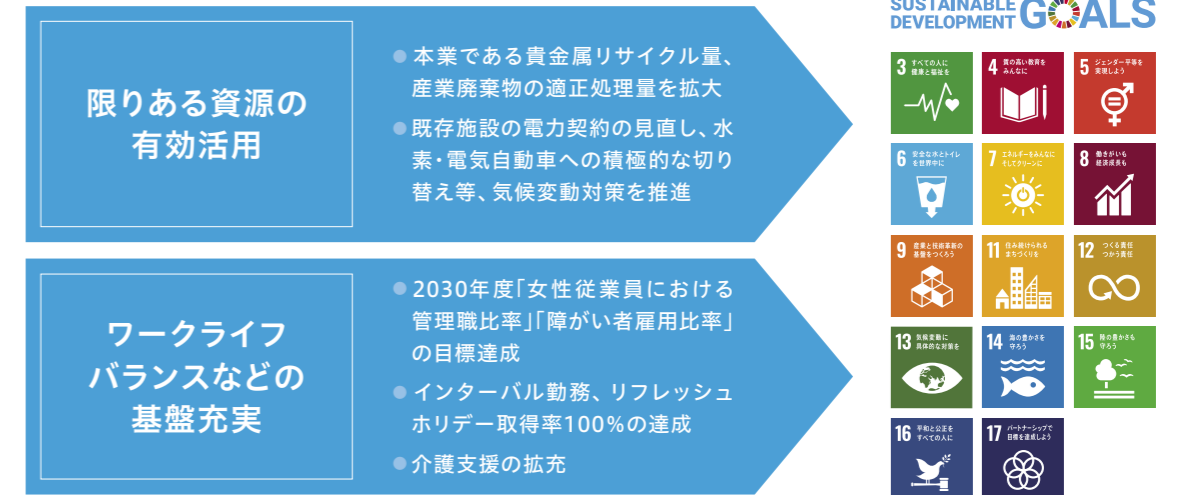 限りある資源の
有効活用
●本業である貴金属リサイクル量、
産業廃棄物の適正処理量を拡大
●既存施設の電力契約の見直し、水
素・電気自動車への積極的な切り
替え等、気候変動対策を推進
ワークライフ
バランスなどの
基盤充実
●2030年度「女性従業員における
管理職比率」「障がい者雇用比率」
の目標達成
●インターバル勤務、リフレッシュ
ホリデー取得率100%の達成
●介護支援の拡充
SUSTAINABLE
DEVELOPMENT GOALS
3 すべての人に
健康と福祉を
4 質の高い教育を
みんなに
5 ジェンダー平等を
実現しよう
6 安全な水とトイレ
を世界中に
7 エネルギーをみんなに
そしてクリーンに
8 働きがいも
経済成長も
9 産業と技術革新の
基盤をつくろう
11 住み続けられる
まちづくりを
12 つくる責任
つかう責任
13 気候変動に
具体的な対策を
14 海の豊かさを
守ろう
15 陸の豊かさも
守ろう
16 平和と公正を
すべての人に
17 パートナーシップで
目標を達成しよう